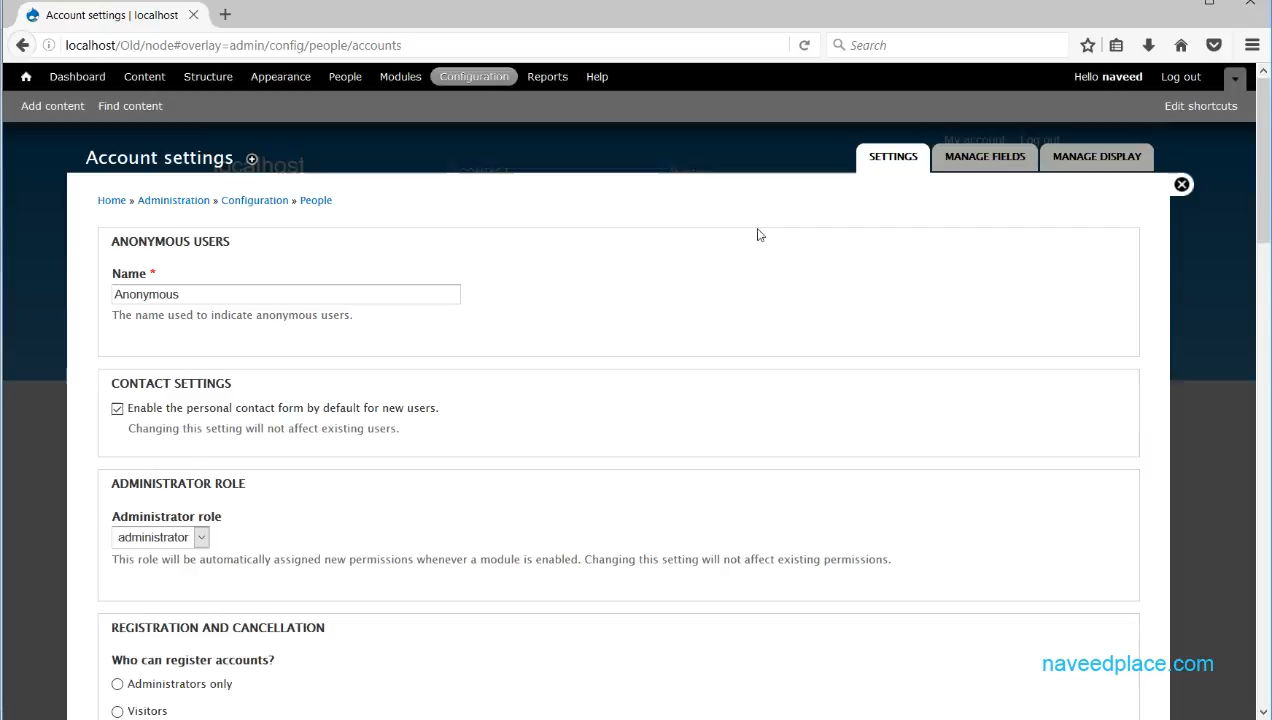 Account settings | localhost
localhost/Old/node#overlay=admin/config/people/accounts
Search
Dashboard Content Structure Appearance People Modules Configuration Reports Help
Hello naveed Log out
Add content Find content
Edit shortcuts
My account Log out
localhost
Account settings
SETTINGS MANAGE FIELDS MANAGE DISPLAY
Home » Administration » Configuration » People
ANONYMOUS USERS
Name *
Anonymous
The name used to indicate anonymous users.
CONTACT SETTINGS
Enable the personal contact form by default for new users.
Changing this setting will not affect existing users.
ADMINISTRATOR ROLE
Administrator role
administrator
This role will be automatically assigned new permissions whenever a module is enabled. Changing this setting will not affect existing permissions.
REGISTRATION AND CANCELLATION
Who can register accounts?
Administrators only
Visitors
naveedplace.com